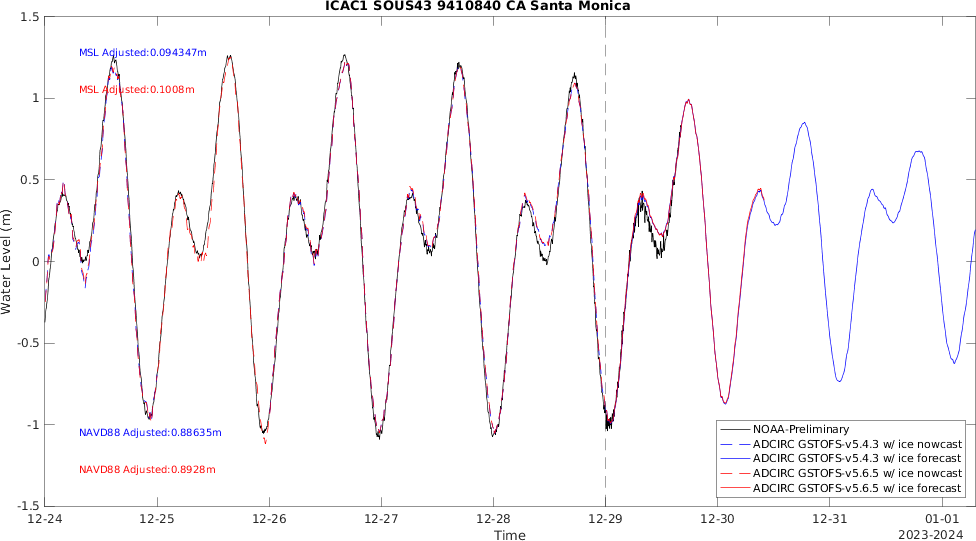 ICAC1 SOUS43 9410840 CA Santa Monica
1.5
MSL Adjusted:0.094347m
MSL Adjusted:0.1008m
1
0.5
0
-0.5
-1
-1.5
Water Level (m)
NAVD88 Adjusted:0.88635m
NAVD88 Adjusted:0.8928m
NOAA-Preliminary
ADCIRC GSTOFS-v5.4.3 w/ ice nowcast
ADCIRC GSTOFS-v5.4.3 w/ ice forecast
ADCIRC GSTOFS-v5.6.5 w/ ice nowcast
ADCIRC GSTOFS-v5.6.5 w/ ice forecast
12-24 12-25 12-26 12-27 12-28 12-29 12-30 12-31 01-01
Time
2023-2024